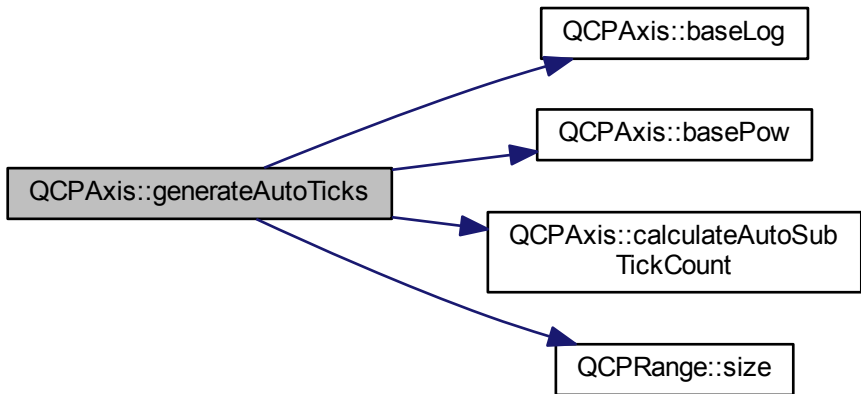 QCPAxis::baseLog
QCPAxis::basePow
QCPAxis::generateAutoTicks
QCPAxis::calculateAutoSub
TickCount
QCPRange::size